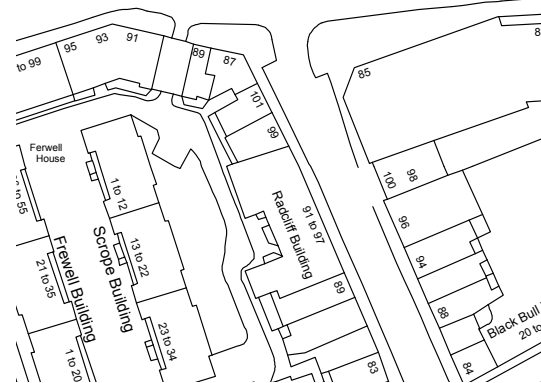 to 99
95
93
91
89
87
85
8
101
99
Ferwell
House
1 to
12
100
98
96
94
88
84
91 to 97
Radcliff Building
89
83
to 55
21 to 35
Frewell Building
Scrope Building
13 to 22
23 to 34
1 to 20
Black Bull
20 to